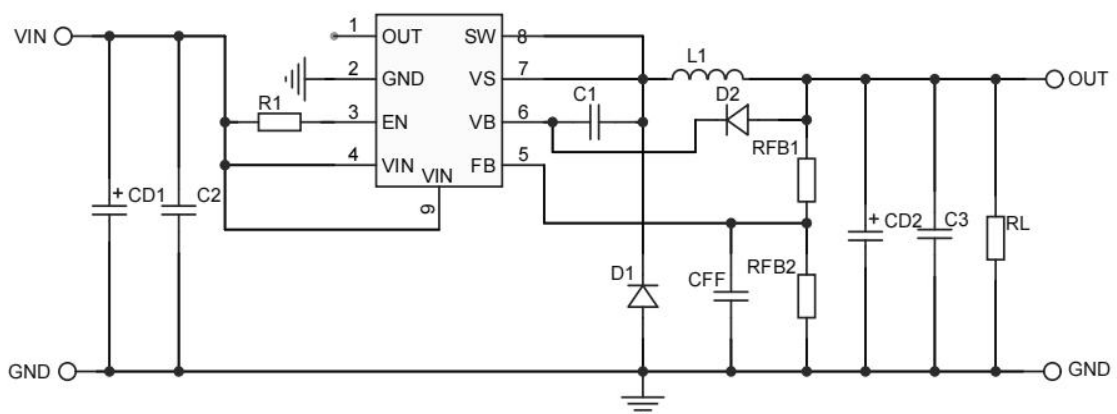 VIN
1
OUT
SW
8
L1
2
GND
VS
7
OUT
R1
C1
D2
3
EN
VB
6
RFB1
4
VIN
FB
5
VIN
9
+ CD1
C2
+ CD2
C3
RL
D1
CFF
RFB2
GND
GND